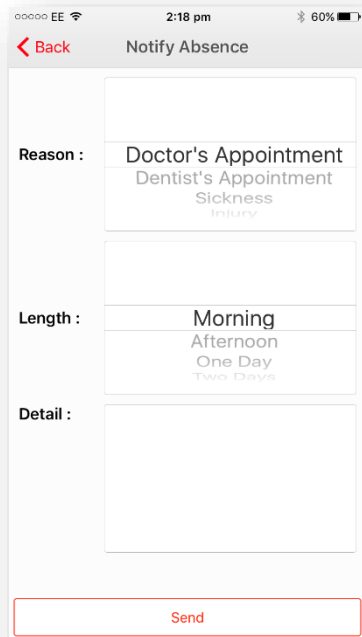 EE 2:18 pm 60%
Back Notify Absence
Reason :
Doctor's Appointment
Dentist's Appointment
Sickness
Injury
Length :
Morning
Afternoon
One Day
Two Days
Detail :
Send